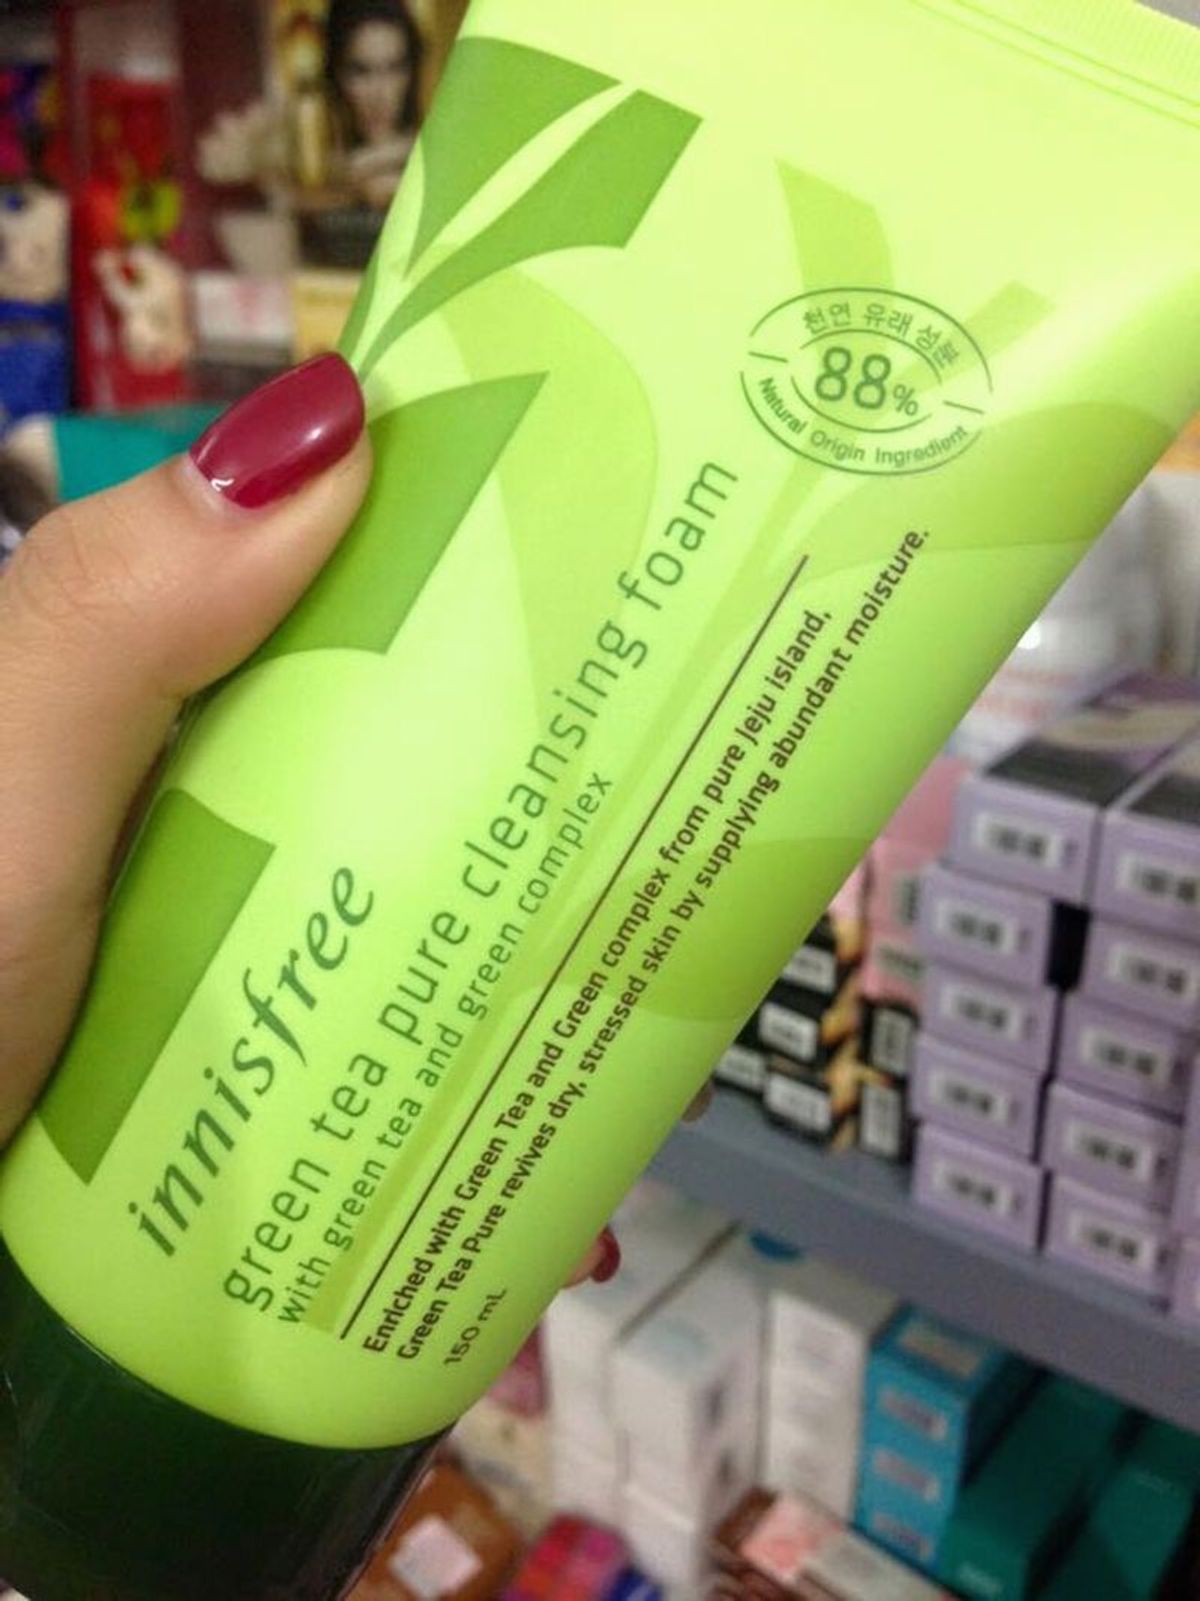 천연 유래 성분
88%
Natural Origin Ingredient
innisfree
green tea pure cleansing foam
with green tea and green complex
Enriched with Green Tea and Green complex from pure Jeju island,
Green Tea Pure revives dry, stressed skin by supplying abundant moisture.
150 mL